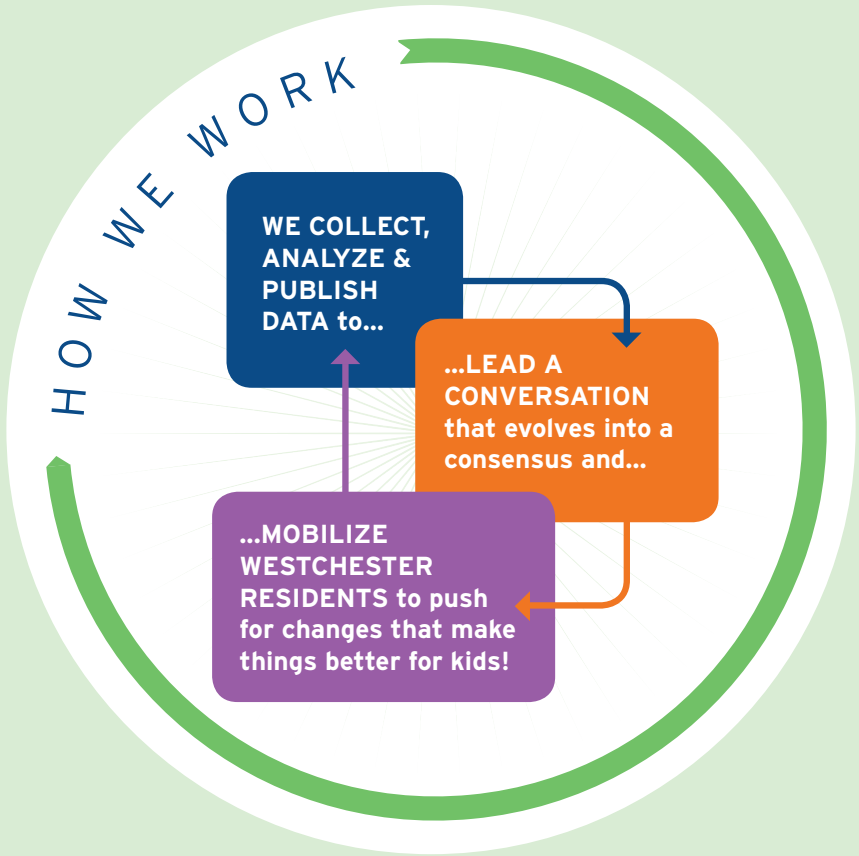 HOW WE WORK
WE COLLECT,
ANALYZE &
PUBLISH
DATA to...
...LEAD A
CONVERSATION
that evolves into a
consensus and...
...MOBILIZE
WESTCHESTER
RESIDENTS to push
for changes that make
things better for kids!